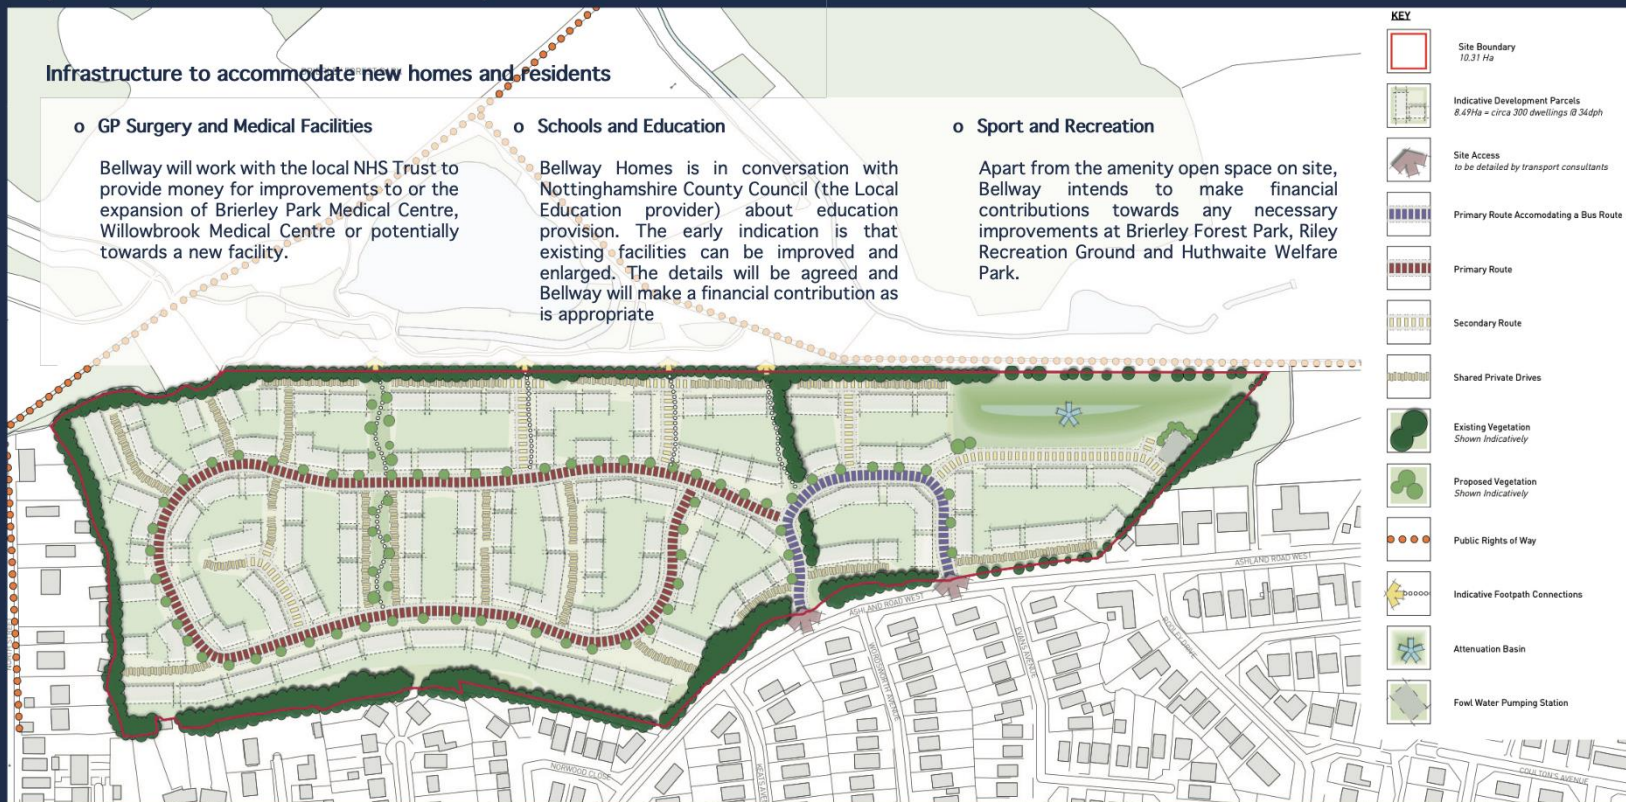 Infrastructure to accommodate new homes and residents
o GP Surgery and Medical Facilities
Bellway will work with the local NHS Trust to
provide money for improvements to or the
expansion of Brierley Park Medical Centre,
Willowbrook Medical Centre or potentially
towards a new facility.
o Schools and Education
Bellway Homes is in conversation with
Nottinghamshire County Council (the Local
Education provider) about education
provision. The early indication is that
existing facilities can be improved and
enlarged. The details will be agreed and
Bellway will make a financial contribution as
is appropriate
o Sport and Recreation
Apart from the amenity open space on site,
Bellway intends to make financial
contributions towards any necessary
improvements at Brierley Forest Park, Riley
Recreation Ground and Huthwaite Welfare
Park.
KEY
Site Boundary
10.31 Ha
Indicative Development Parcels
8.49Ha = circa 300 dwellings @ 34dph
Site Access
to be detailed by transport consultants
Primary Route Accomodating a Bus Route
Primary Route
Secondary Route
Shared Private Drives
Existing Vegetation
Shown Indicatively
Proposed Vegetation
Shown Indicatively
Public Rights of Way
Indicative Footpath Connections
Attenuation Basin
Fowl Water Pumping Station
ASHLAND ROAD WEST
ASHLAND ROAD WEST
WORDSWORTH AVENUE
EVANS AVENUE
NORWOOD CLOSE
COULTON'S AVENUE